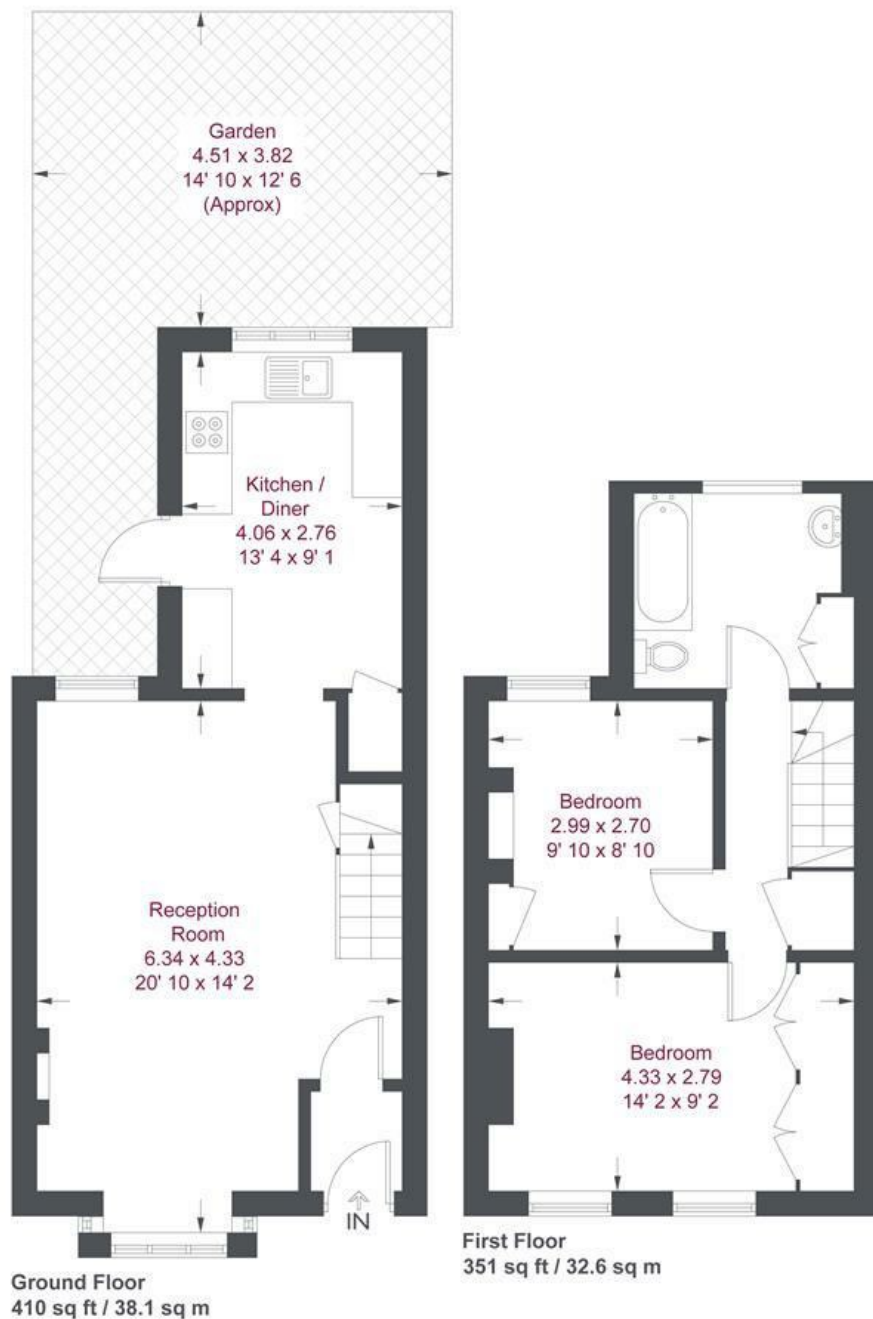 Garden
4.51 x 3.82
14' 10 x 12' 6
(Approx)
Kitchen /
Diner
4.06 x 2.76
13' 4 x 9' 1
Reception
Room
6.34 x 4.33
20' 10 x 14' 2
IN
Ground Floor
410 sq ft / 38.1 sq m
Bedroom
2.99 x 2.70
9' 10 x 8' 10
Bedroom
4.33 x 2.79
14' 2 x 9' 2
First Floor
351 sq ft / 32.6 sq m